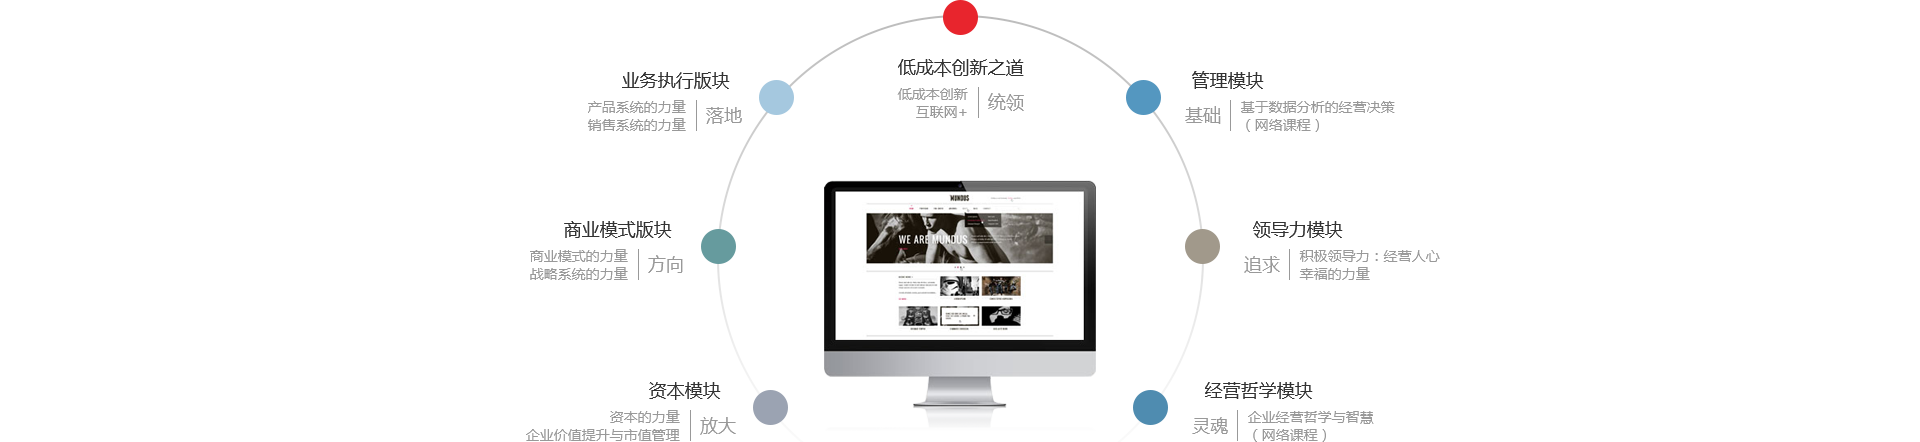 低成本创新之道
低成本创新
互联网+
统领
业务执行版块
产品系统的力量
销售系统的力量
落地
管理模块
基础
基于数据分析的经营决策
（网络课程）
商业模式版块
商业模式的力量
战略系统的力量
方向
MUNDUS
WE ARE MUNDUS
领导力模块
追求
积极领导力：经营人心
幸福的力量
资本模块
资本的力量
企业价值提升与市值管理
放大
经营哲学模块
灵魂
企业经营哲学与智慧
（网络课程）